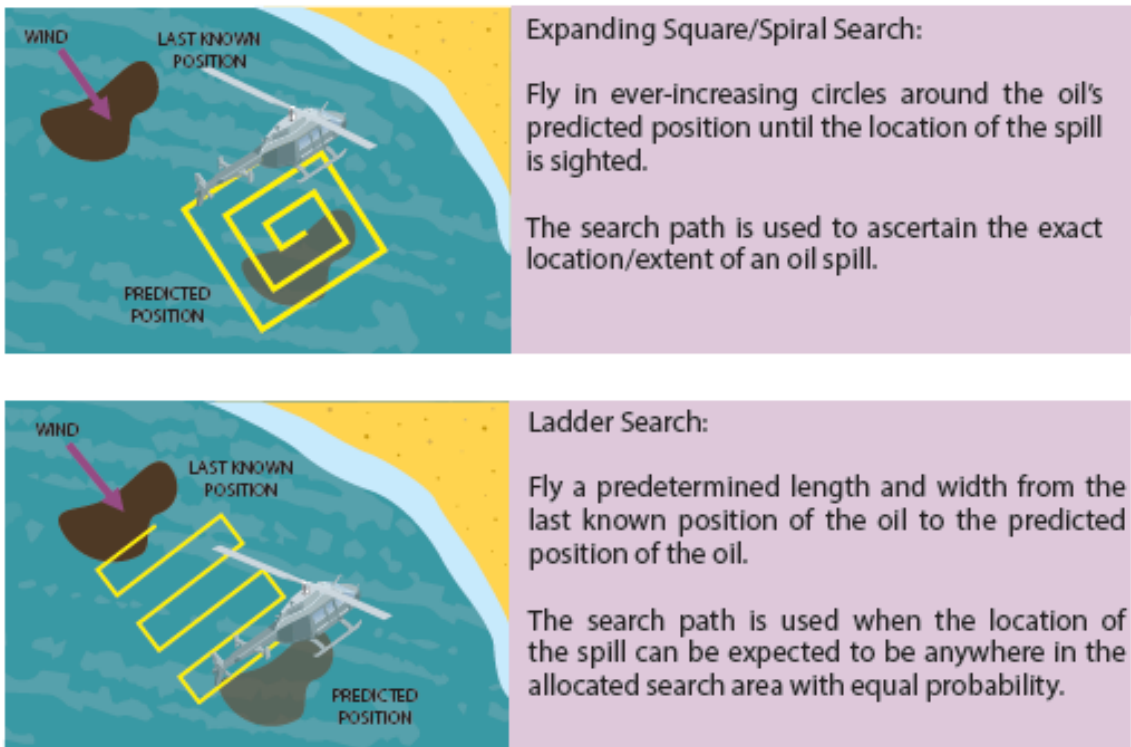 WIND
LAST KNOWN
POSITION
PREDICTED
POSITION
Expanding Square/Spiral Search:
Fly in ever-increasing circles around the oil's
predicted position until the location of the spill
is sighted.
The search path is used to ascertain the exact
location/extent of an oil spill.
WIND
LAST KNOWN
POSITION
PREDICTED
POSITION
Ladder Search:
Fly a predetermined length and width from the
last known position of the oil to the predicted
position of the oil.
The search path is used when the location of
the spill can be expected to be anywhere in the
allocated search area with equal probability.